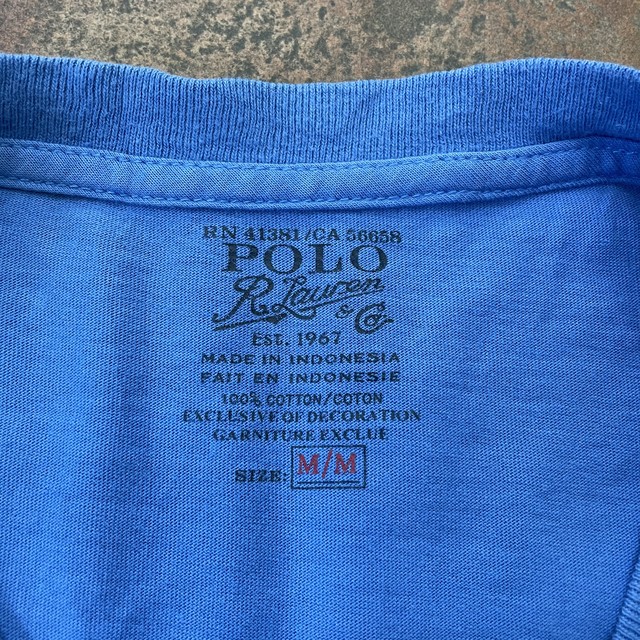 RN 41381/CA 56658
POLO
R. Lauren
& Co
EST. 1967
MADE IN INDONESIA
FAIT EN INDONESIE
100% COTTON/COTON
EXCLUSIVE OF DECORATION
GARNITURE EXCLUE
SIZE: M/M